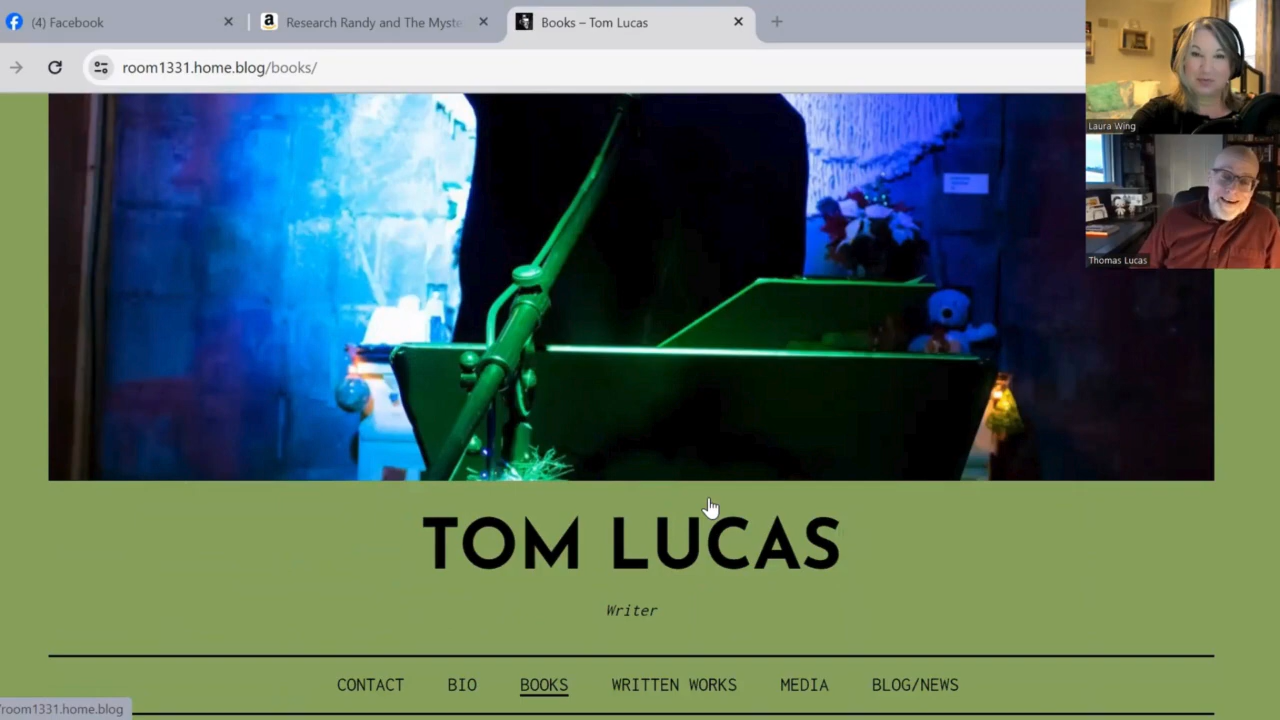 (4) Facebook
Research Randy and The Myste
Books – Tom Lucas
room1331.home.blog/books/
Laura Wing
Thomas Lucas
TOM LUCAS
Writer
CONTACT BIO BOOKS WRITTEN WORKS MEDIA BLOG/NEWS
room1331.home.blog